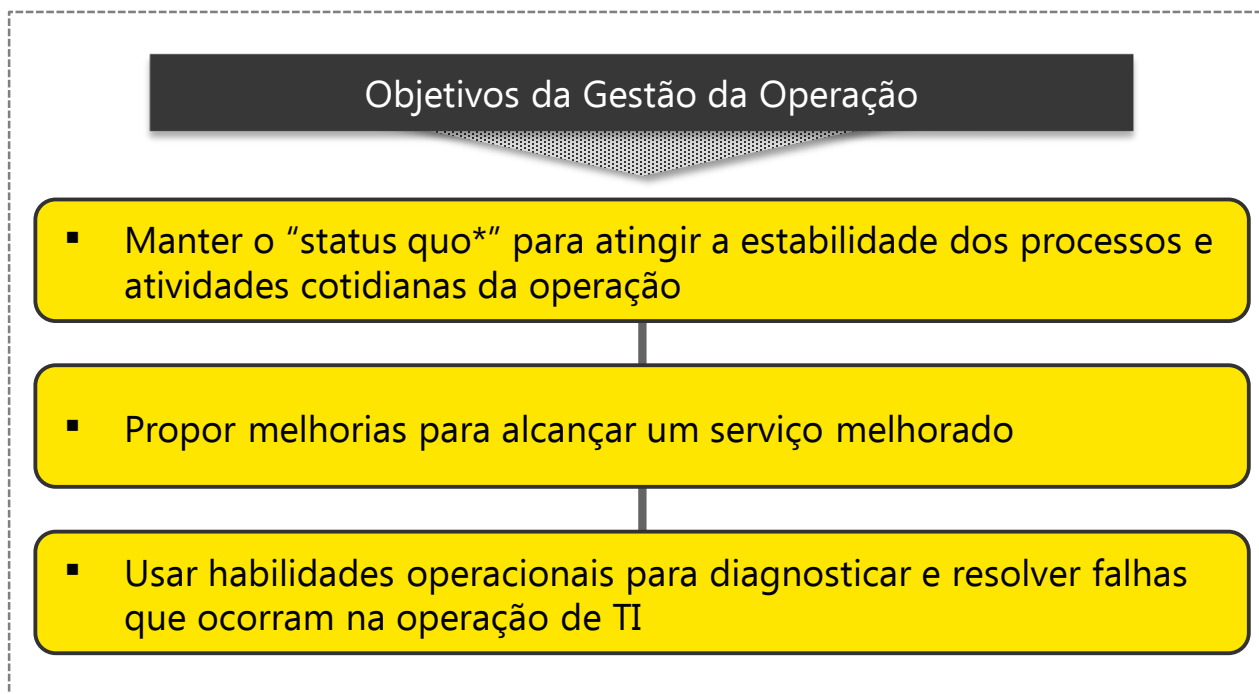 Objetivos da Gestão da Operação
▪ Manter o “status quo*” para atingir a estabilidade dos processos e
atividades cotidianas da operação
▪ Propor melhorias para alcançar um serviço melhorado
▪ Usar habilidades operacionais para diagnosticar e resolver falhas
que ocorram na operação de TI